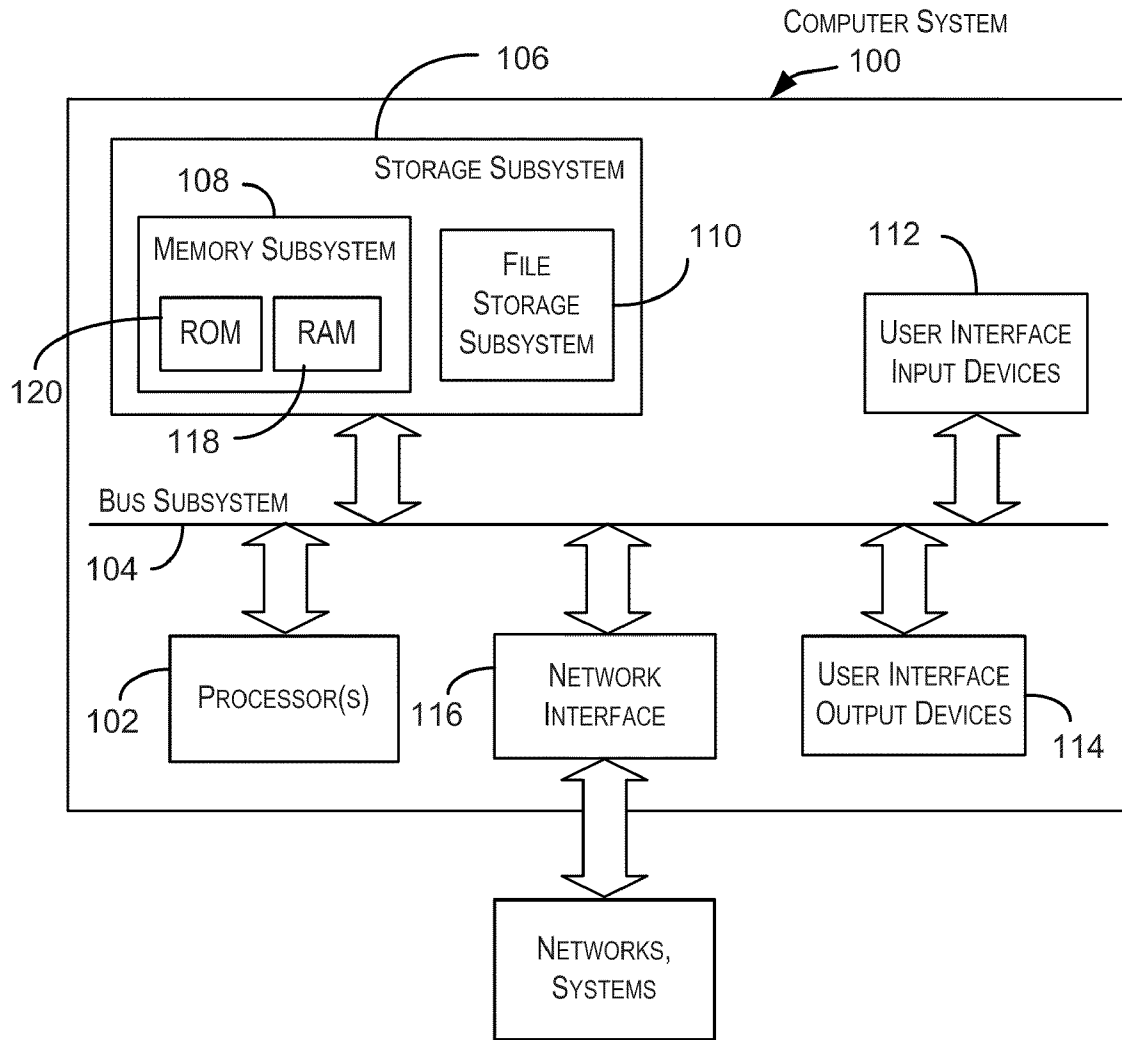 COMPUTER SYSTEM
100
106
STORAGE SUBSYSTEM
108
MEMORY SUBSYSTEM
ROM
RAM
120
118
FILE
STORAGE
SUBSYSTEM
110
112
USER INTERFACE
INPUT DEVICES
BUS SUBSYSTEM
104
PROCESSOR(S)
102
NETWORK
INTERFACE
116
USER INTERFACE
OUTPUT DEVICES
114
NETWORKS,
SYSTEMS